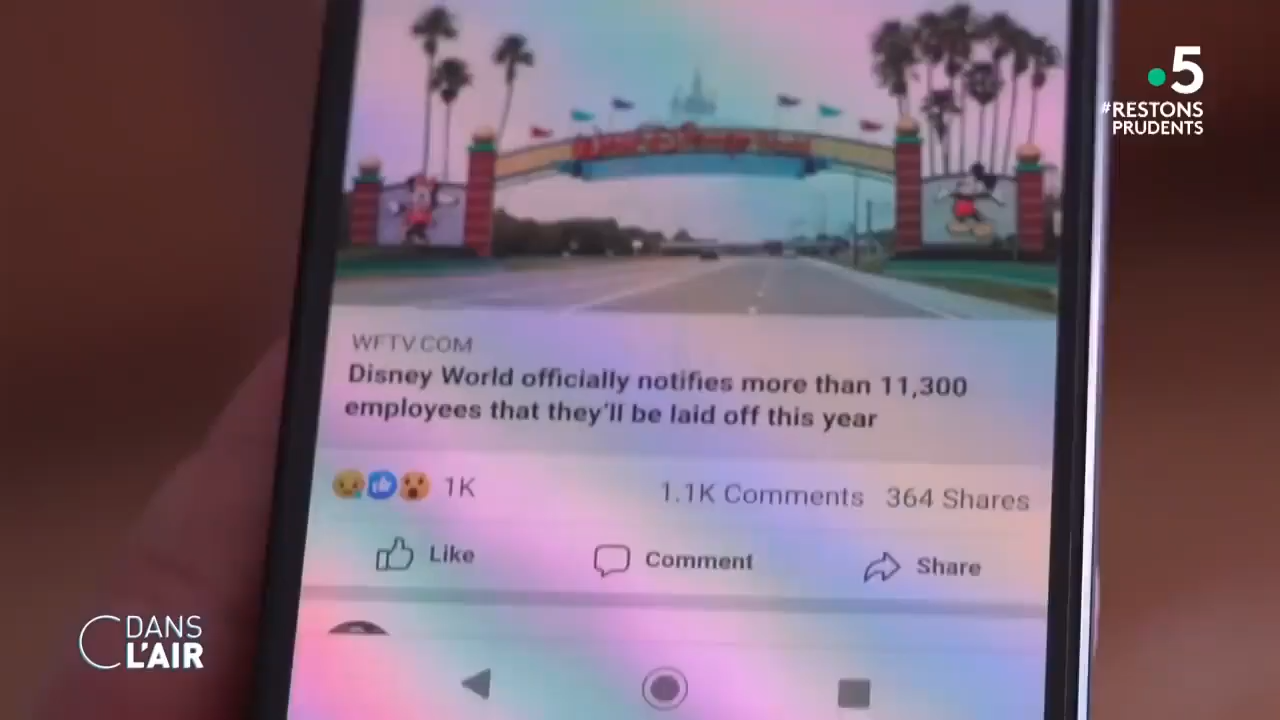 5
#RESTONS
PRUDENTS
WFTV.COM
Disney World officially notifies more than 11,300
employees that they'll be laid off this year
1K
1.1K Comments
364 Shares
Like
Comment
Share
C DANS
L'AIR